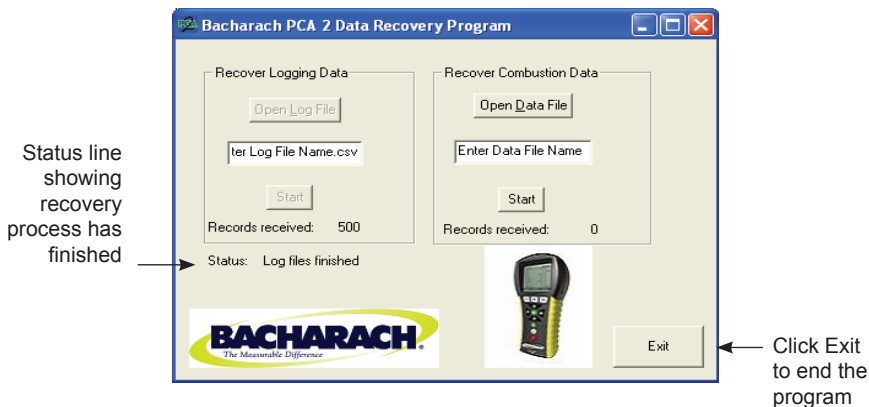 Bacharach PCA 2 Data Recovery Program
Recover Logging Data
Open Log File
ter Log File Name.csv
Start
Records received: 500
Recover Combustion Data
Open Data File
Enter Data File Name
Start
Records received: 0
Status: Log files finished
Status line
showing
recovery
process has
finished
BACHARACH.
The Measurable Difference
Exit
Click Exit
to end the
program